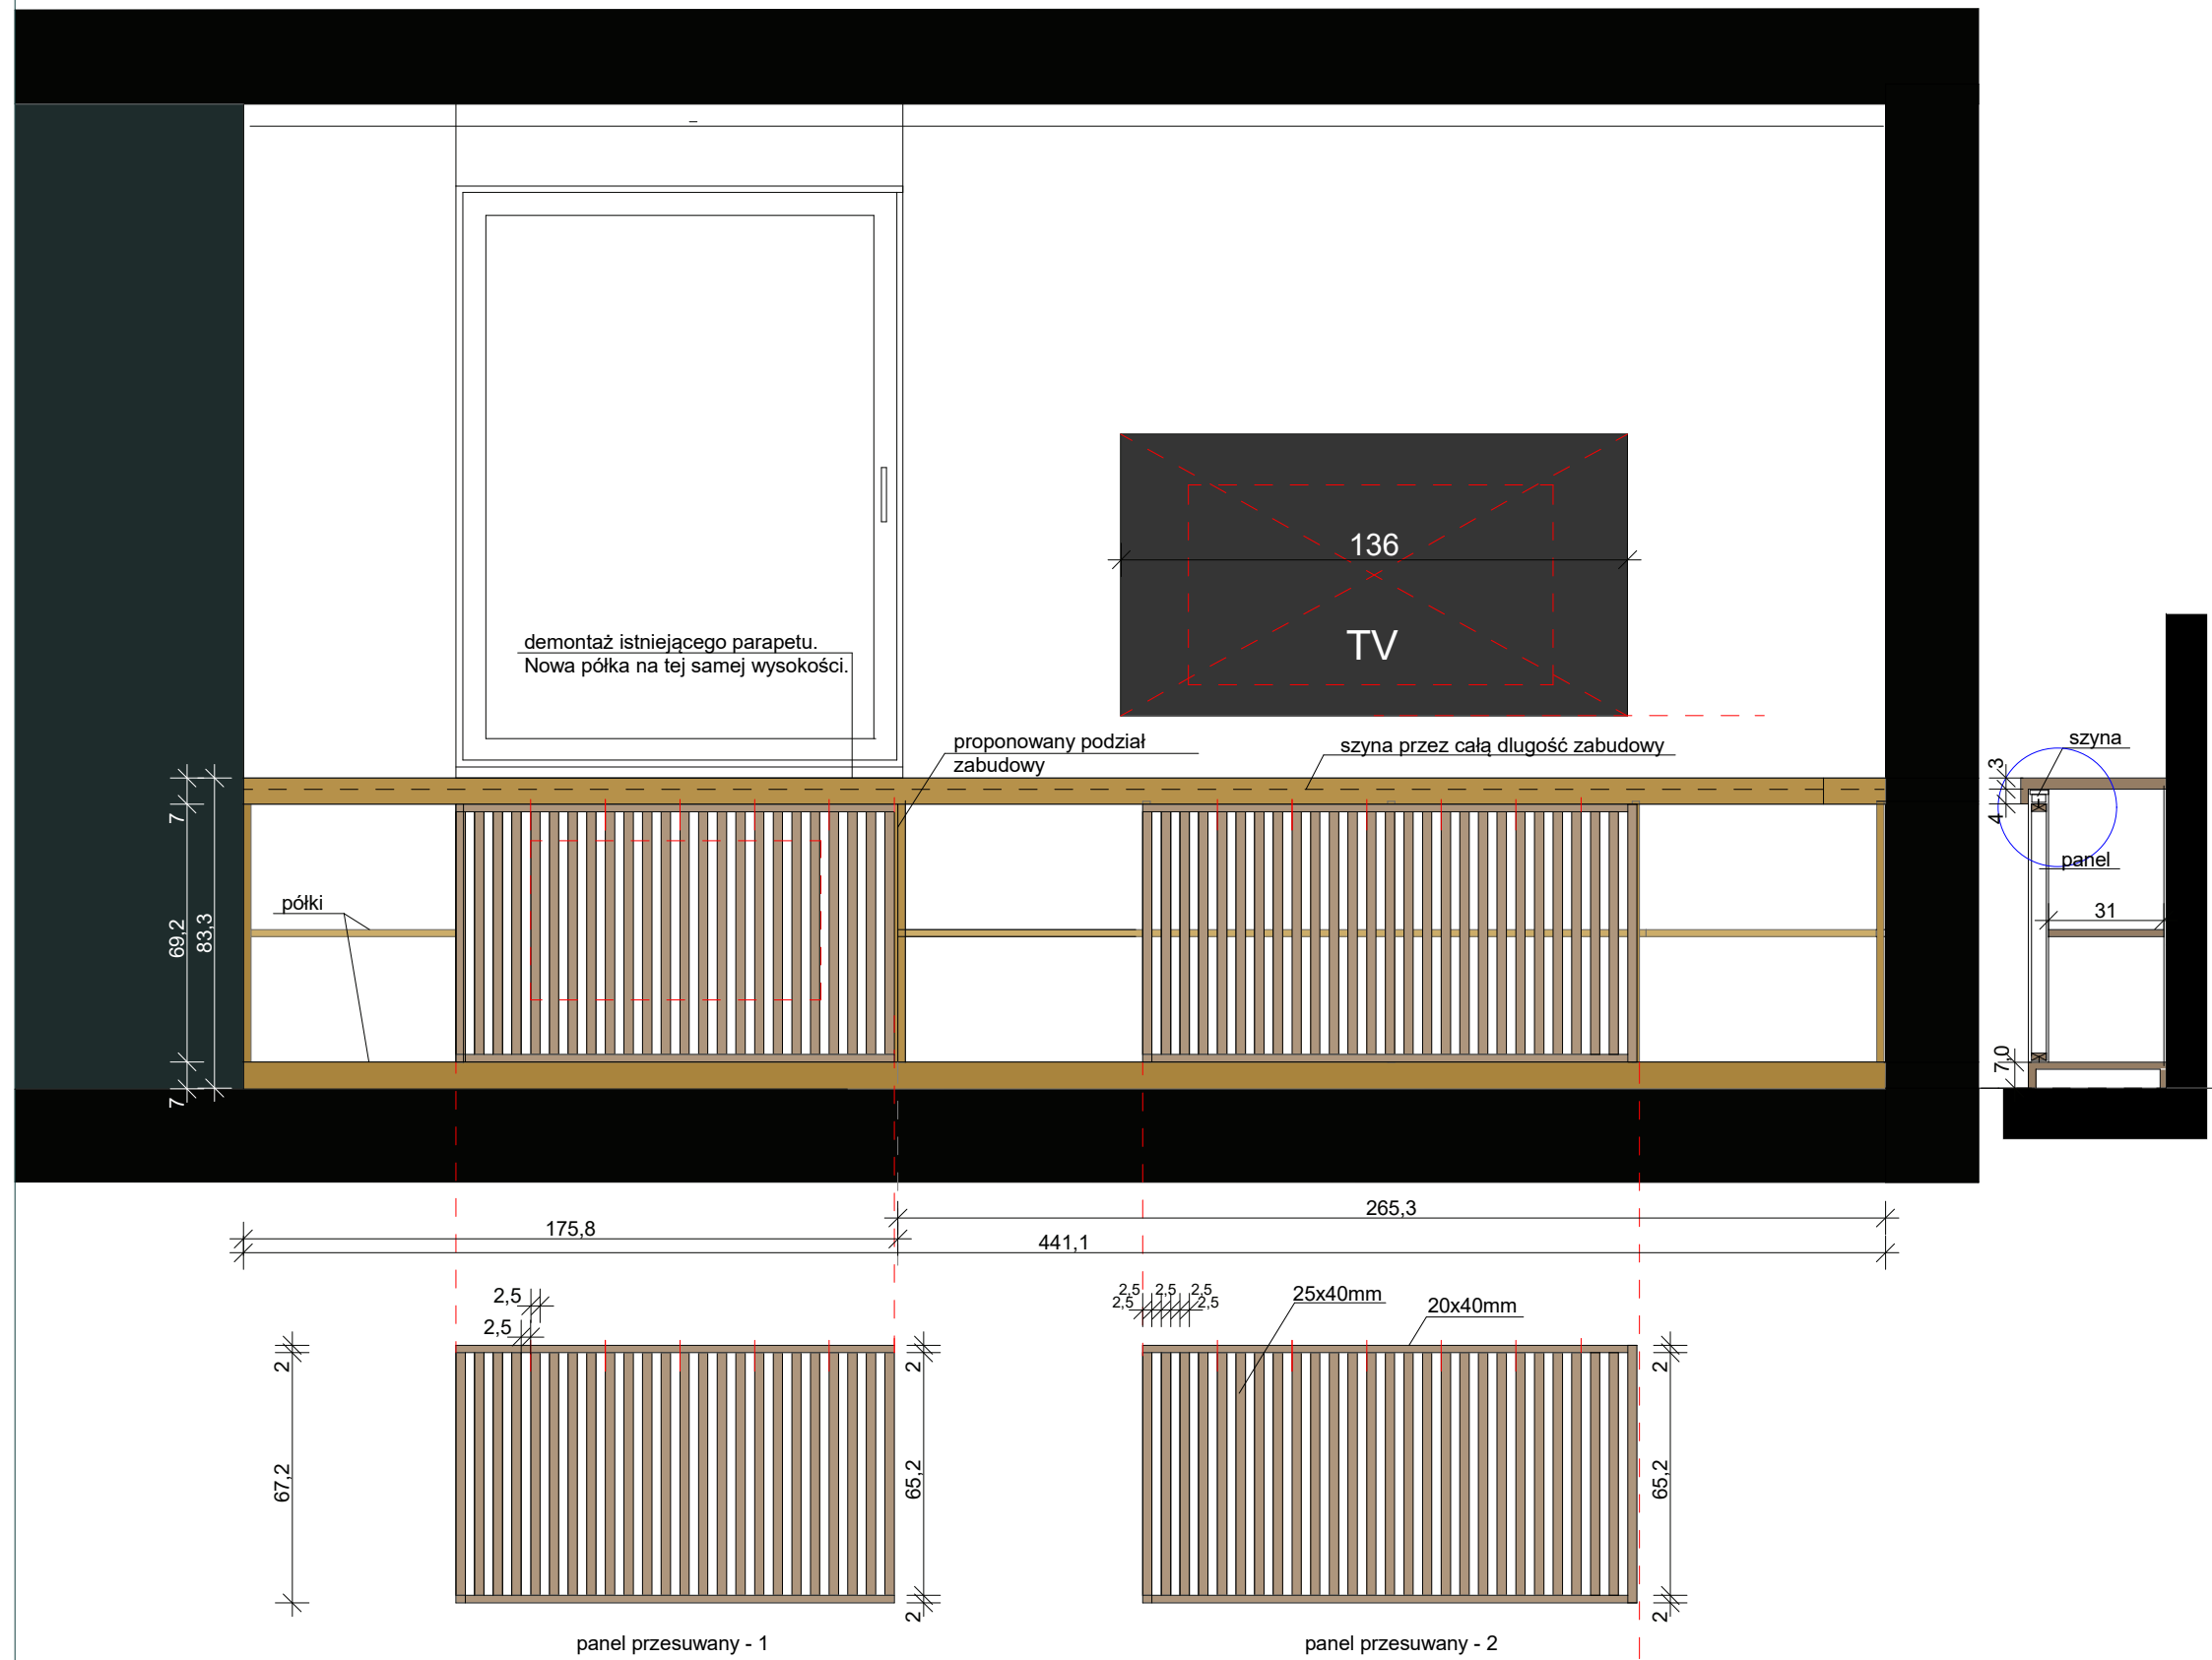 136
TV
demontaż istniejącego parapetu.
Nowa półka na tej samej wysokości.
proponowany podział
zabudowy
szyna przez całą dlugość zabudowy
szyna
3
4
panel
31
7,0
półki
7
69,2
83,3
7
265,3
175,8
441,1
2,5
2,5
2
67,2
2
65,2
2
2,5 2,5 2,5
2,5 2,5
25x40mm
20x40mm
2
65,2
2
panel przesuwany - 1
panel przesuwany - 2